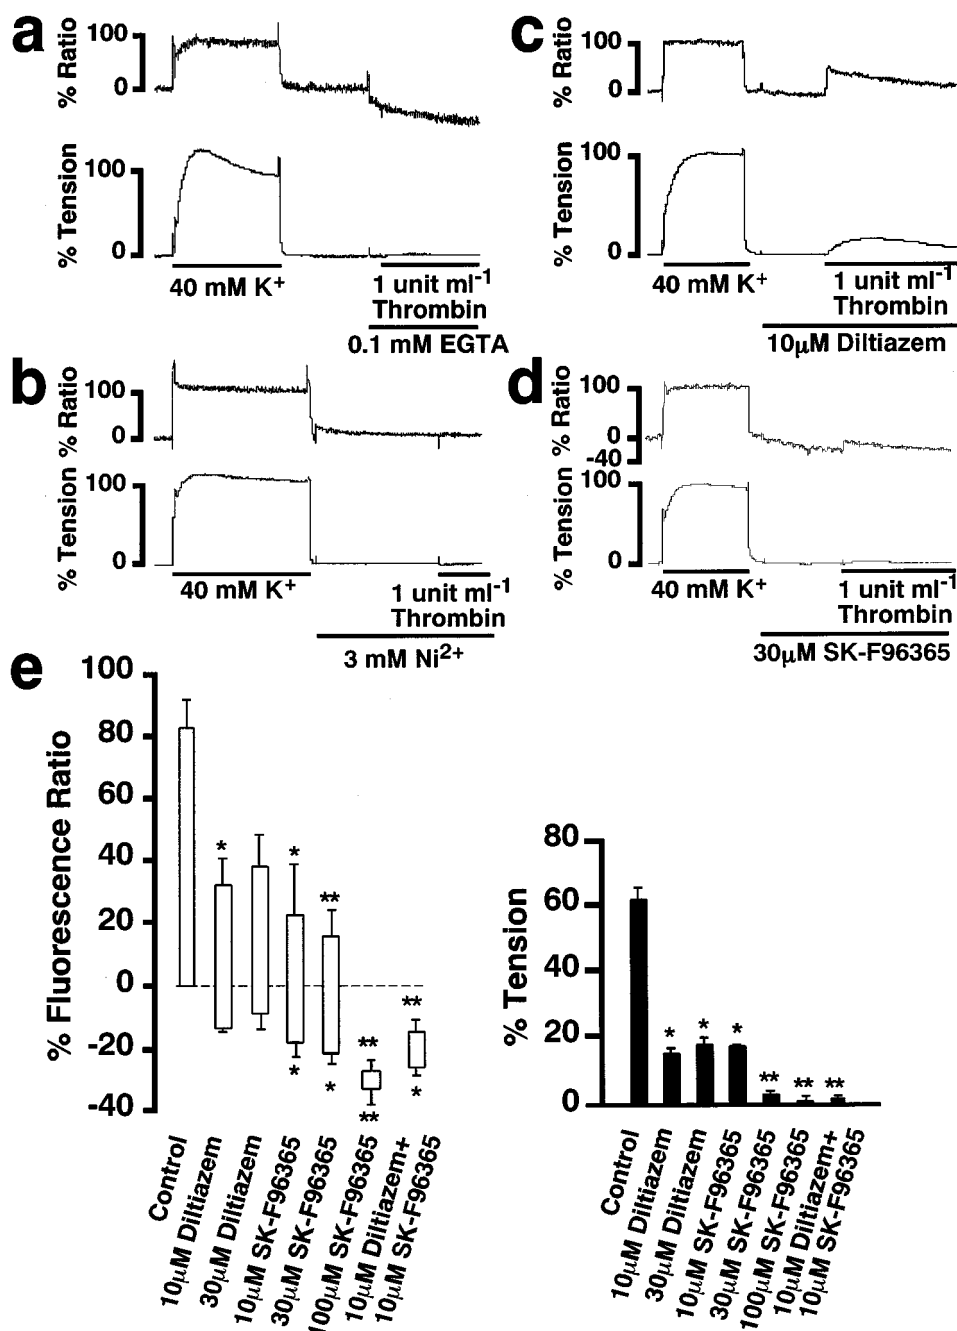 a
% Ratio
100
0
% Tension
100
0
40 mM K+
1 unit ml-1
Thrombin
0.1 mM EGTA
c
% Ratio
100
0
% Tension
100
0
40 mM K+
1 unit ml-1
Thrombin
10µM Diltiazem
b
% Ratio
100
0
% Tension
100
0
40 mM K+
1 unit ml-1
Thrombin
3 mM Ni2+
d
% Ratio
100
0
-40
% Tension
100
0
40 mM K+
1 unit ml-1
Thrombin
30µM SK-F96365
e
% Fluorescence Ratio
100
80
60
40
20
0
-20
-40
*
*
**
**
**
*
*
**
*
Control
10µM Diltiazem
30µM Diltiazem
10µM SK-F96365
30µM SK-F96365
100µM SK-F96365
10µM Diltiazem+
10µM SK-F96365
% Tension
80
60
40
20
0
*
*
*
**
**
**
Control
10µM Diltiazem
30µM Diltiazem
10µM SK-F96365
30µM SK-F96365
100µM SK-F96365
10µM Diltiazem+
10µM SK-F96365